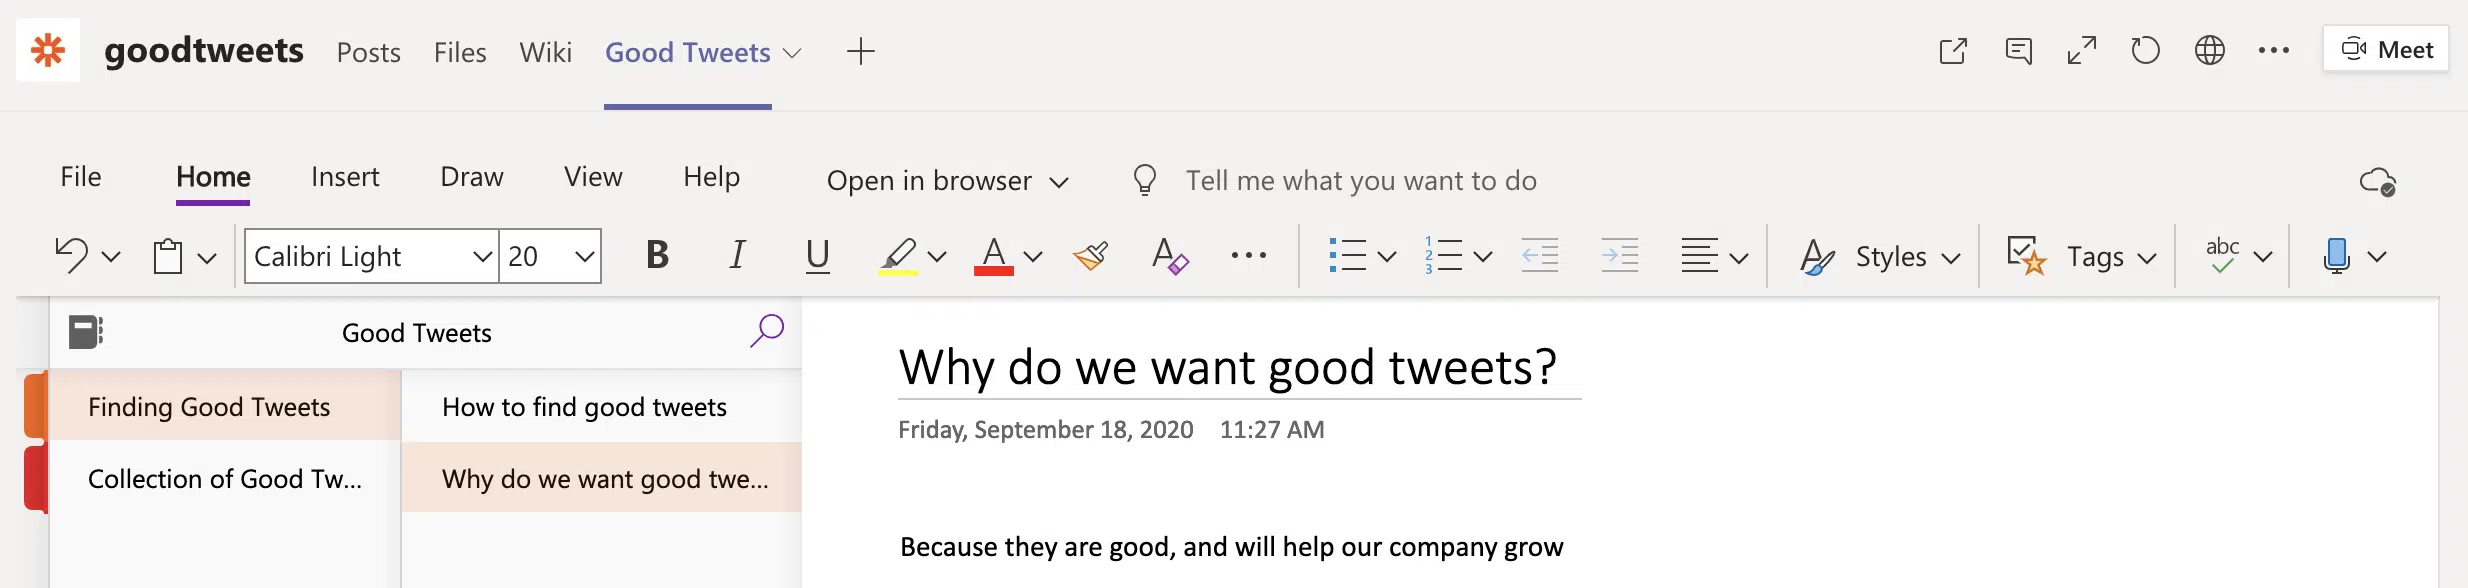 goodtweets Posts Files Wiki Good Tweets Meet
File Home Insert Draw View Help Open in browser Tell me what you want to do
Calibri Light 20 B I U A A 1 2 3 Styles Tags abc
Good Tweets
Finding Good Tweets
Collection of Good Tw...
How to find good tweets
Why do we want good twe...
Why do we want good tweets?
Friday, September 18, 2020 11:27 AM
Because they are good, and will help our company grow